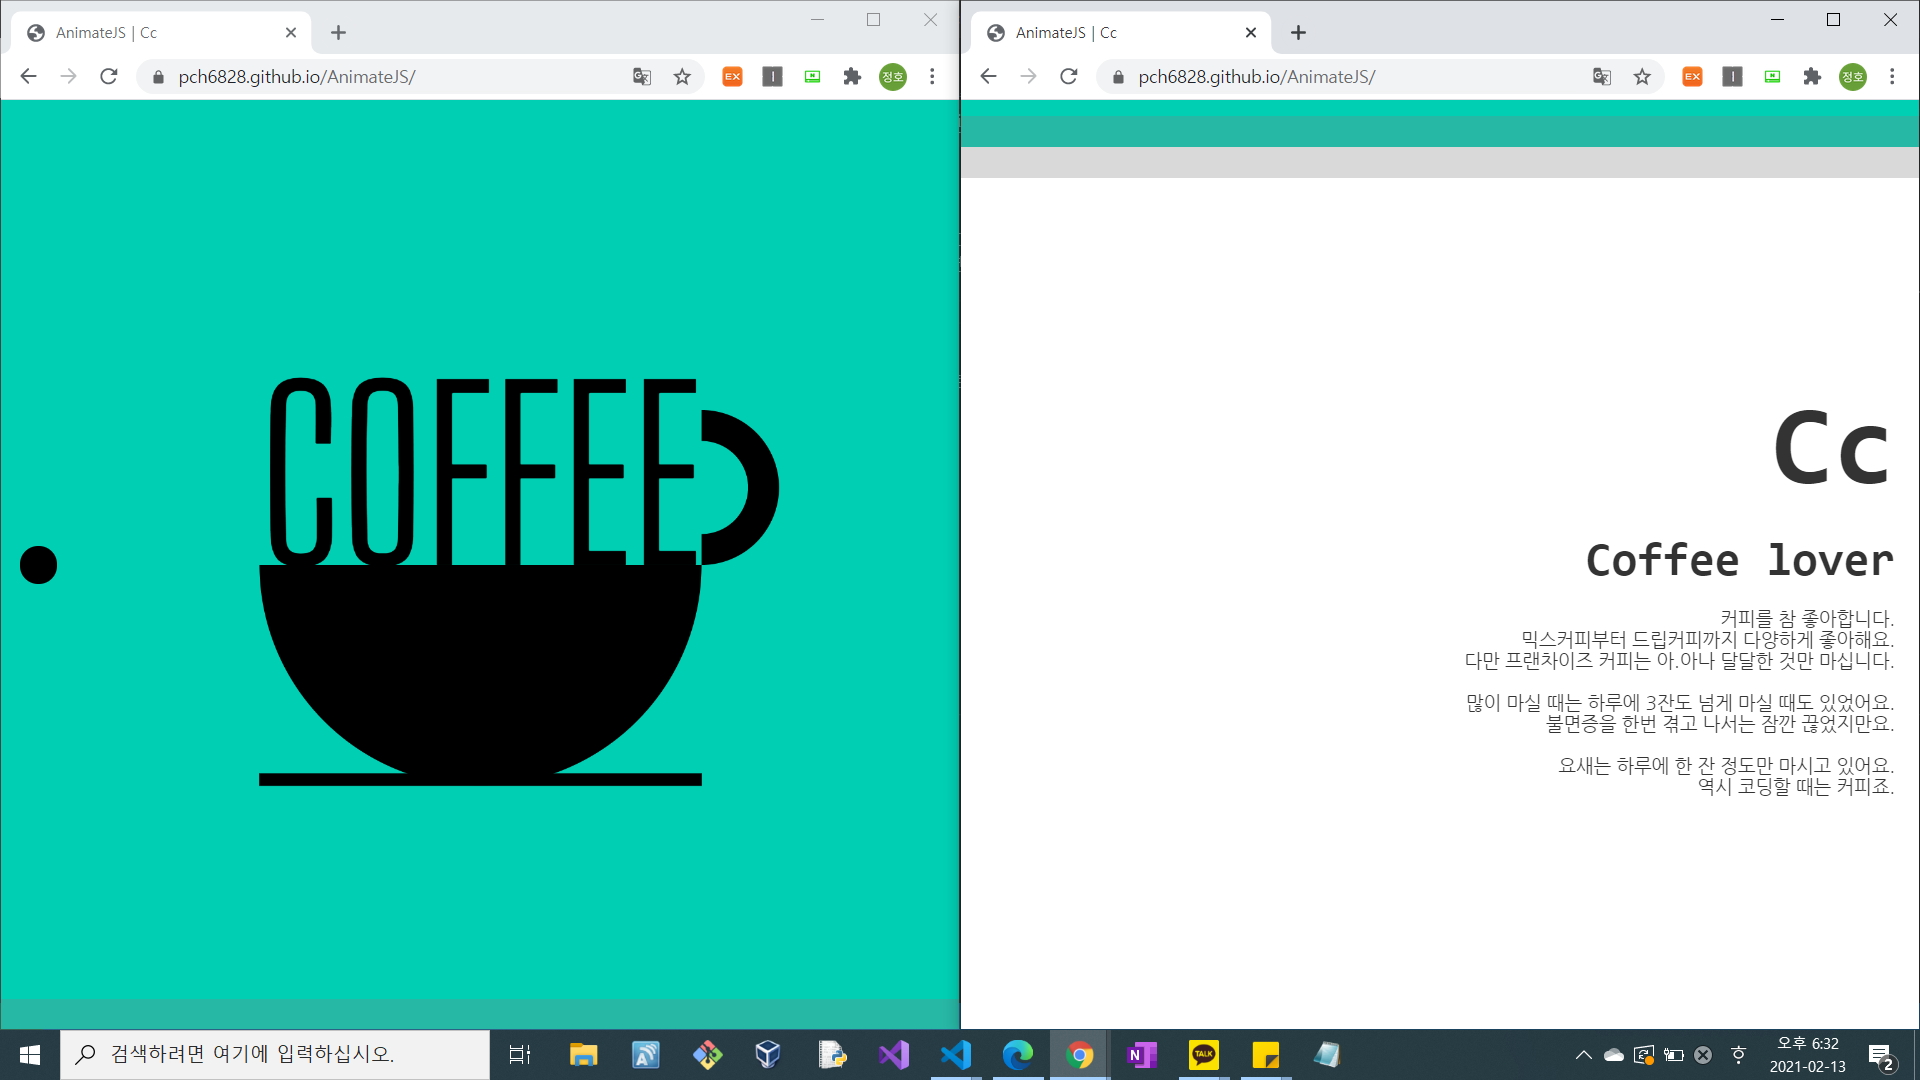 AnimateJS | Cc
pch6828.github.io/AnimateJS/
EX
정호
COFFEE
AnimateJS | Cc
pch6828.github.io/AnimateJS/
EX
정호
Cc
Coffee lover
커피를 참 좋아합니다.
믹스커피부터 드립커피까지 다양하게 좋아해요.
다만 프랜차이즈 커피는 아.아나 달달한 것만 마십니다.
많이 마실 때는 하루에 3잔도 넘게 마실 때도 있었어요.
불면증을 한번 겪고 나서는 잠깐 끊었지만요.
요새는 하루에 한 잔 정도만 마시고 있어요.
역시 코딩할 때는 커피죠.
검색하려면 여기에 입력하십시오.
N
TALK
오후 6:32
2021-02-13
2